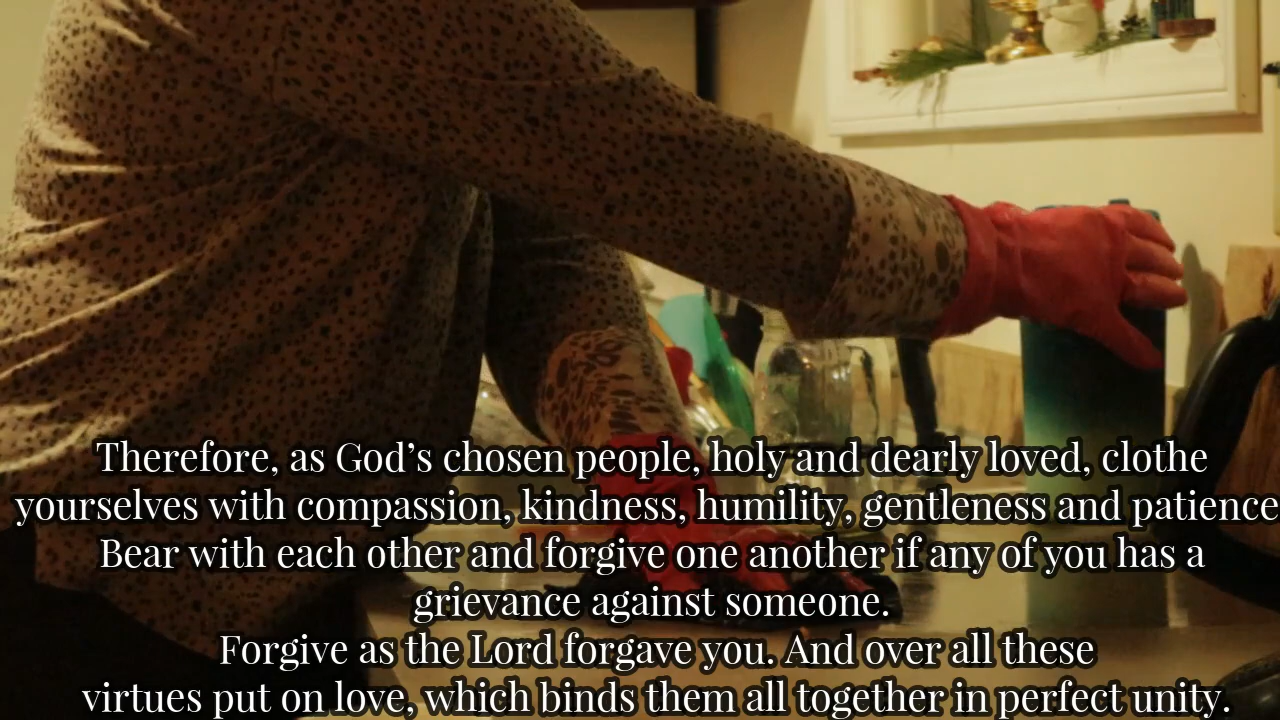 Therefore, as God’s chosen people, holy and dearly loved, clothe
yourselves with compassion, kindness, humility, gentleness and patience
Bear with each other and forgive one another if any of you has a
grievance against someone.
Forgive as the Lord forgave you. And over all these
virtues put on love, which binds them all together in perfect unity.